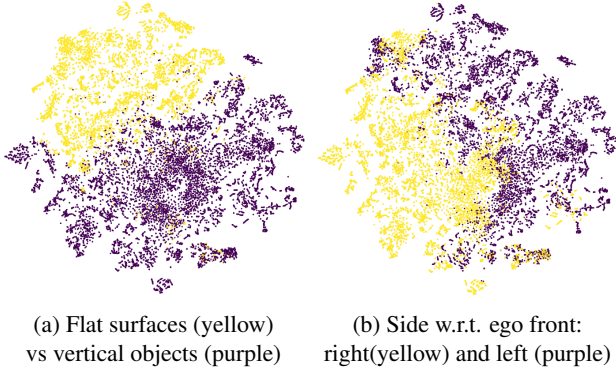 (a) Flat surfaces (yellow)
vs vertical objects (purple)
(b) Side w.r.t. ego front:
right(yellow) and left (purple)